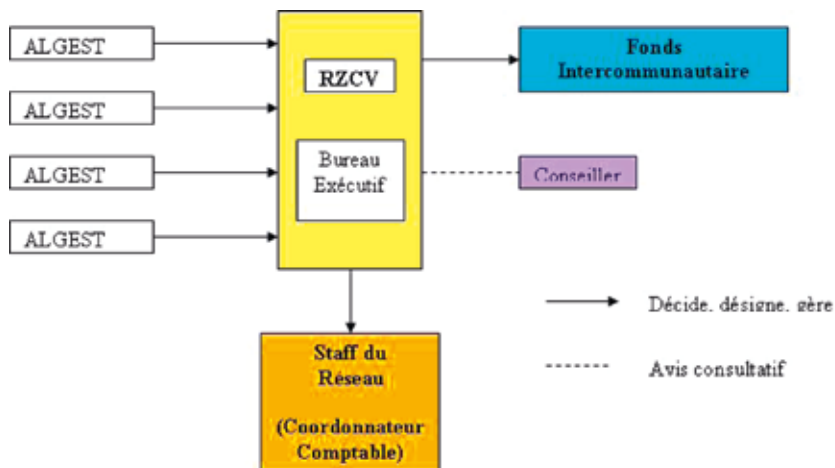 ALGEST
ALGEST
ALGEST
ALGEST
RZCV
Bureau
Exécutif
Fonds
Intercommunautaire
Conseiller
Staff du
Réseau
(Coordonnateur
Comptable)
Décide, désigne, gère
Avis consultatif